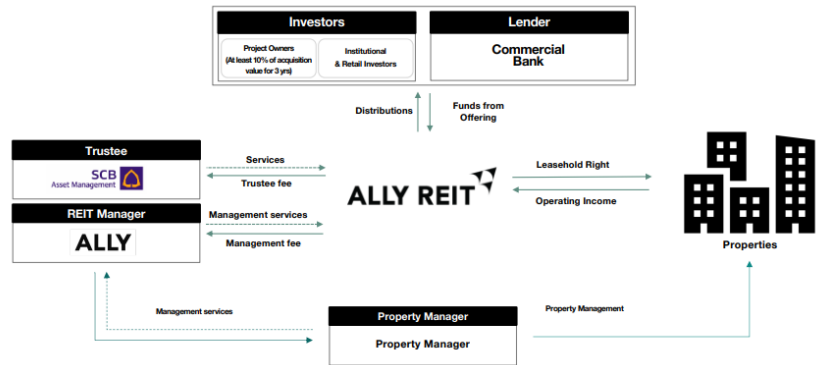 Investors
Lender
Project Owners
(At least 10% of acquisition
value for 3 yrs)
Institutional
& Retail Investors
Commercial
Bank
Distributions
Funds from
Offering
Trustee
SCB
Asset Management
Services
Trustee fee
ALLY REIT
Leasehold Right
Operating Income
Properties
REIT Manager
ALLY
Management services
Management fee
Management services
Property Manager
Property Manager
Property Management